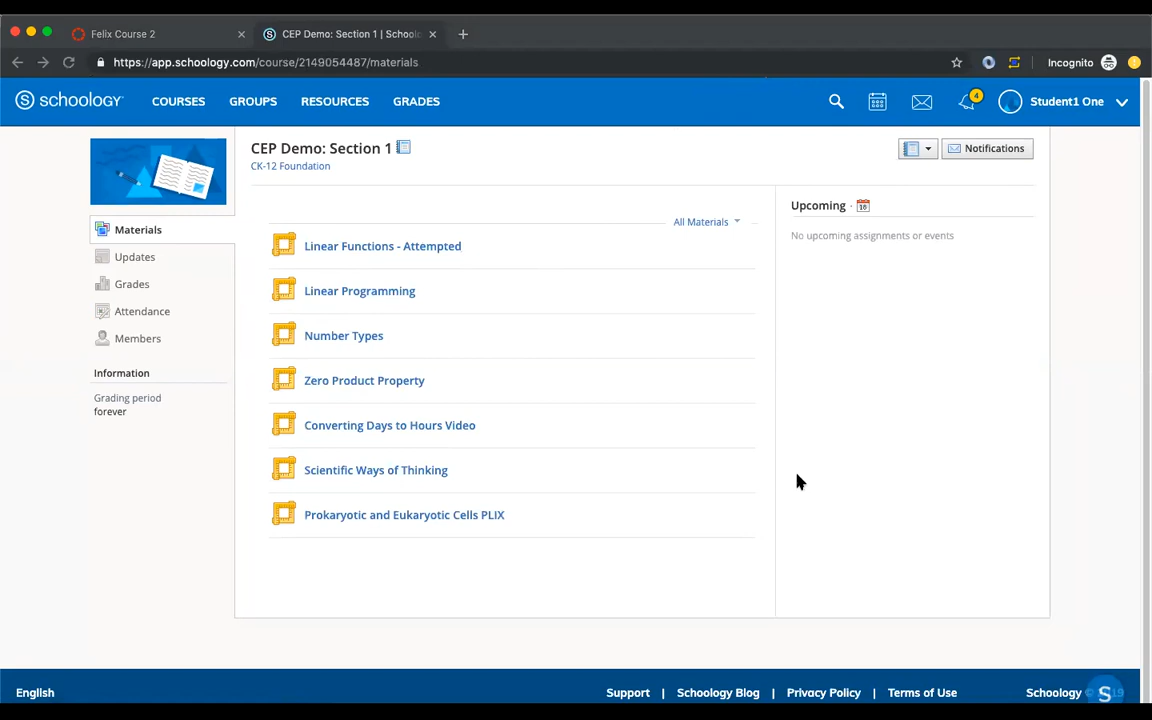 Felix Course 2
CEP Demo: Section 1 | Schoolo
https://app.schoology.com/course/2149054487/materials
Incognito
S schoology
COURSES
GROUPS
RESOURCES
GRADES
4
Student1 One
CEP Demo: Section 1
CK-12 Foundation
Notifications
Materials
Updates
Grades
Attendance
Members
Information
Grading period
forever
All Materials
Linear Functions - Attempted
Linear Programming
Number Types
Zero Product Property
Converting Days to Hours Video
Scientific Ways of Thinking
Prokaryotic and Eukaryotic Cells PLIX
Upcoming ·
No upcoming assignments or events
English
Support | Schoology Blog | Privacy Policy | Terms of Use
Schoology ©
S